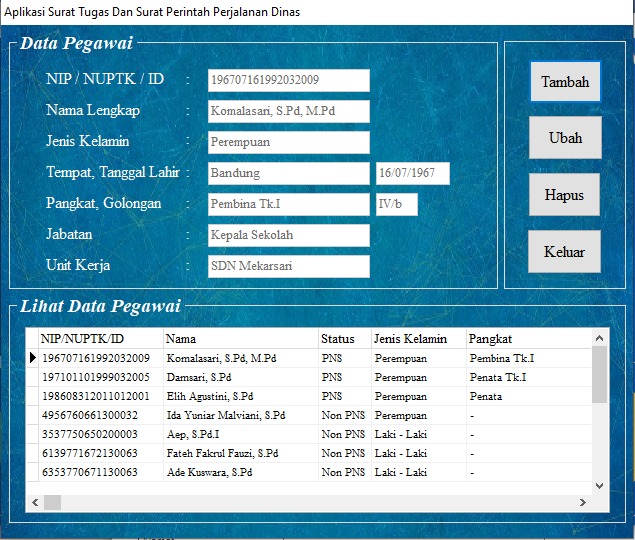 Aplikasi Surat Tugas Dan Surat Perintah Perjalanan Dinas
Data Pegawai
NIP / NUPTK / ID : 196707161992032009
Nama Lengkap : Komalasari, S.Pd, M.Pd
Jenis Kelamin : Perempuan
Tempat, Tanggal Lahir : Bandung 16/07/1967
Pangkat, Golongan : Pembina Tk.I IV/b
Jabatan : Kepala Sekolah
Unit Kerja : SDN Mekarsari
Tambah
Ubah
Hapus
Keluar
Lihat Data Pegawai
NIP/NUPTK/ID Nama Status Jenis Kelamin Pangkat
196707161992032009 Komalasari, S.Pd, M.Pd PNS Perempuan Pembina Tk.I
197101101999032005 Damsari, S.Pd PNS Perempuan Penata Tk.I
198608312011012001 Elih Agustini, S.Pd PNS Perempuan Penata
4956760661300032 Ida Yuniar Malviani, S.Pd Non PNS Perempuan -
3537750650200003 Aep, S.Pd.I Non PNS Laki - Laki -
6139771672130063 Fateh Fakrul Fauzi, S.Pd Non PNS Laki - Laki -
6353770671130063 Ade Kuswara, S.Pd Non PNS Laki - Laki -